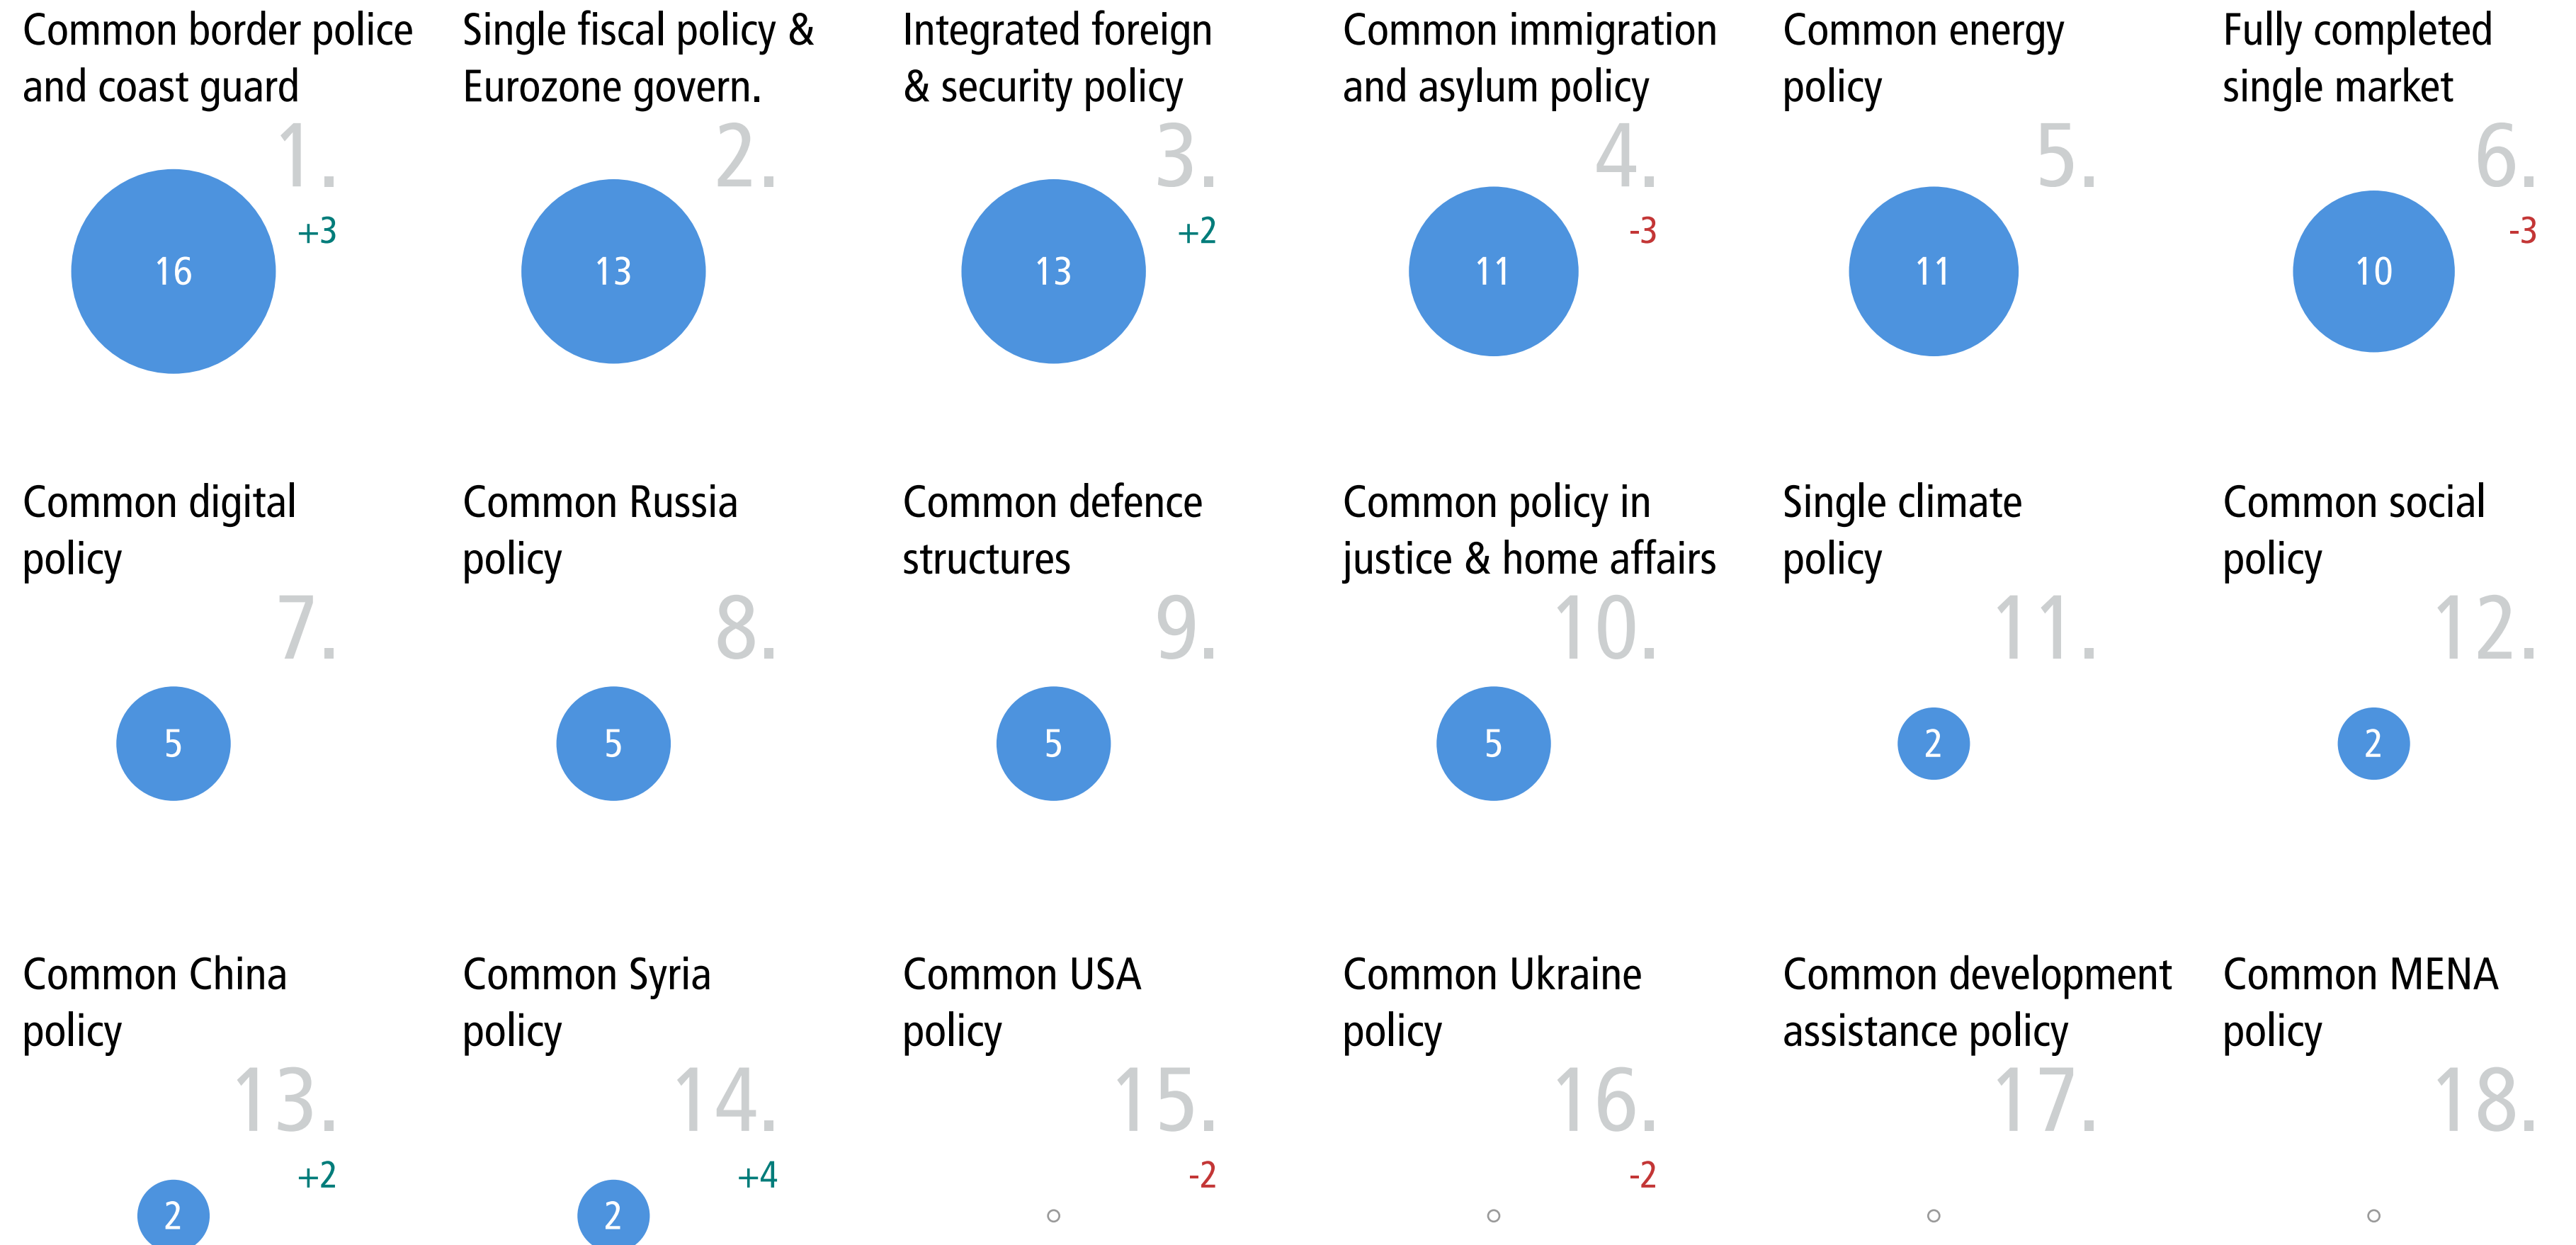 Common border police
and coast guard
1.
+3
16
Single fiscal policy &
Eurozone govern.
2.
13
Integrated foreign
& security policy
3.
+2
13
Common immigration
and asylum policy
4.
-3
11
Common energy
policy
5.
11
Fully completed
single market
6.
-3
10
Common digital
policy
7.
5
Common Russia
policy
8.
5
Common defence
structures
9.
5
Common policy in
justice & home affairs
10.
5
Single climate
policy
11.
2
Common social
policy
12.
2
Common China
policy
13.
+2
2
Common Syria
policy
14.
+4
2
Common USA
policy
15.
-2
Common Ukraine
policy
16.
-2
Common development
assistance policy
17.
Common MENA
policy
18.